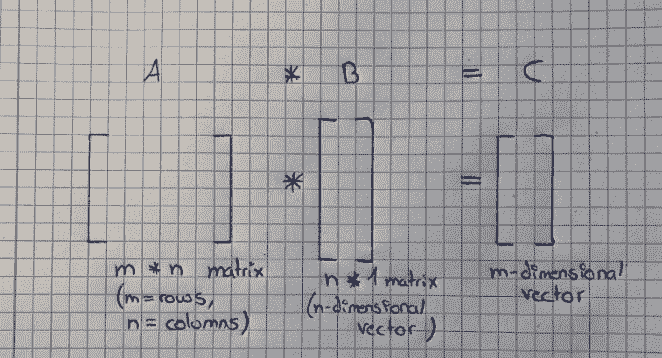 A * B = C
* =
m * n matrix
(m = rows,
n = colomns)
n * 1 matrix
(n-dimensional
vector)
m-dimensional
vector